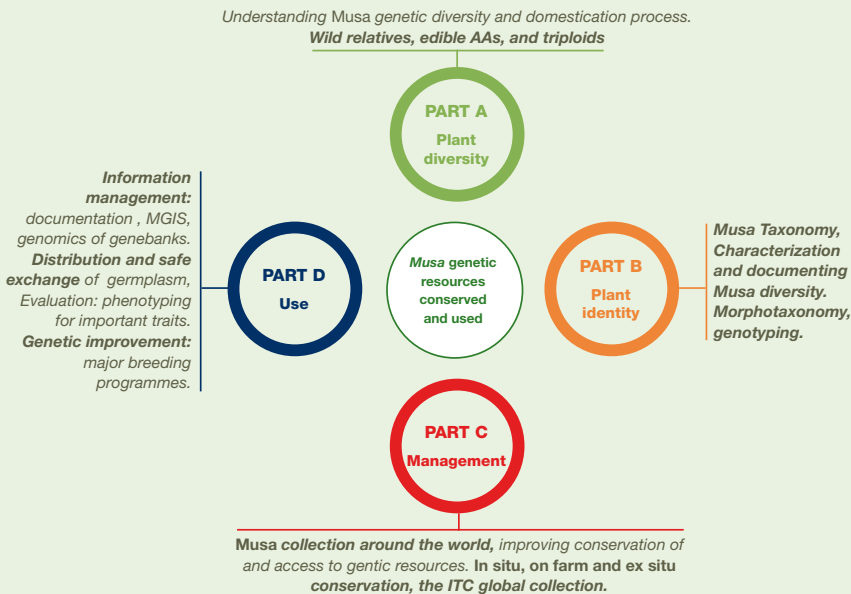 Understanding Musa genetic diversity and domestication process.
Wild relatives, edible AAs, and triploids
PART A
Plant
diversity
Information
management:
documentation , MGIS,
genomics of genebanks.
Distribution and safe
exchange of germplasm,
Evaluation: phenotyping
for important traits.
Genetic improvement:
major breeding
programmes.
PART D
Use
Musa genetic
resources
conserved
and used
PART B
Plant
identity
Musa Taxonomy,
Characterization
and documenting
Musa diversity.
Morphotaxonomy,
genotyping.
PART C
Management
Musa collection around the world, improving conservation of
and access to gentic resources. In situ, on farm and ex situ
conservation, the ITC global collection.